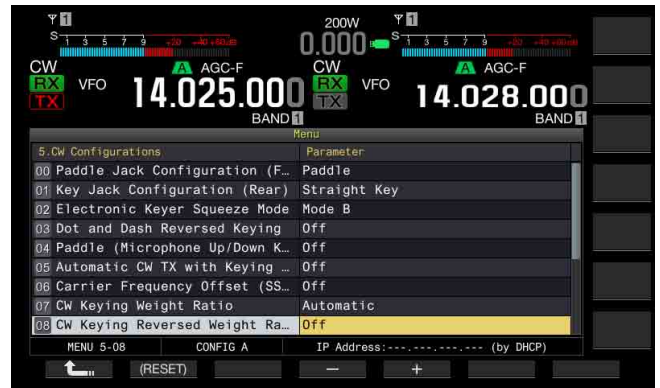 1 200W 1
S 1 3 5 7 9 +20 +40 +60dB 0.000 S 1 3 5 7 9 +20 +40 +60dB
CW A AGC-F CW A AGC-F
RX VFO 14.025.000 RX VFO 14.028.000
TX TX
BAND 1 BAND 1
Menu
5.CW Configurations Parameter
00 Paddle Jack Configuration (F… Paddle
01 Key Jack Configuration (Rear) Straight Key
02 Electronic Keyer Squeeze Mode Mode B
03 Dot and Dash Reversed Keying Off
04 Paddle (Microphone Up/Down K… Off
05 Automatic CW TX with Keying … Off
06 Carrier Frequency Offset (SS… Off
07 CW Keying Weight Ratio Automatic
08 CW Keying Reversed Weight Ra… Off
MENU 5-08 CONFIG A IP Address:---.---.---.--- (by DHCP)
(RESET) − +